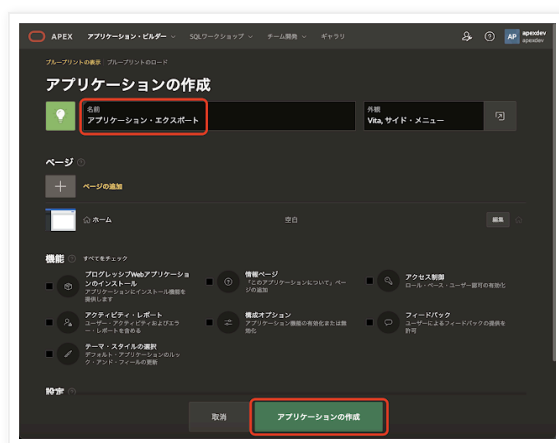 APEX アプリケーション・ビルダー SQLワークショップ チーム開発 ギャラリ AP apexdev
apexdev
ブループリントの表示 ブループリントのロード
アプリケーションの作成
名前
アプリケーション・エクスポート
外観
Vita, サイド・メニュー
ページ
ページの追加
ホーム 空白 編集
機能 すべてをチェック
プログレッシブWebアプリケーションのインストール
アプリケーションにインストール機能を提供します
情報ページ
「このアプリケーションについて」ページの追加
アクセス制御
ロール・ベース・ユーザー認可の有効化
アクティビティ・レポート
ユーザー・アクティビティおよびエラー・レポートを含める
構成オプション
アプリケーション機能の有効化または無効化
フィードバック
ユーザーによるフィードバックの提供を許可
テーマ・スタイルの選択
デフォルト・アプリケーションのルック・アンド・フィールの更新
設定
取消 アプリケーションの作成